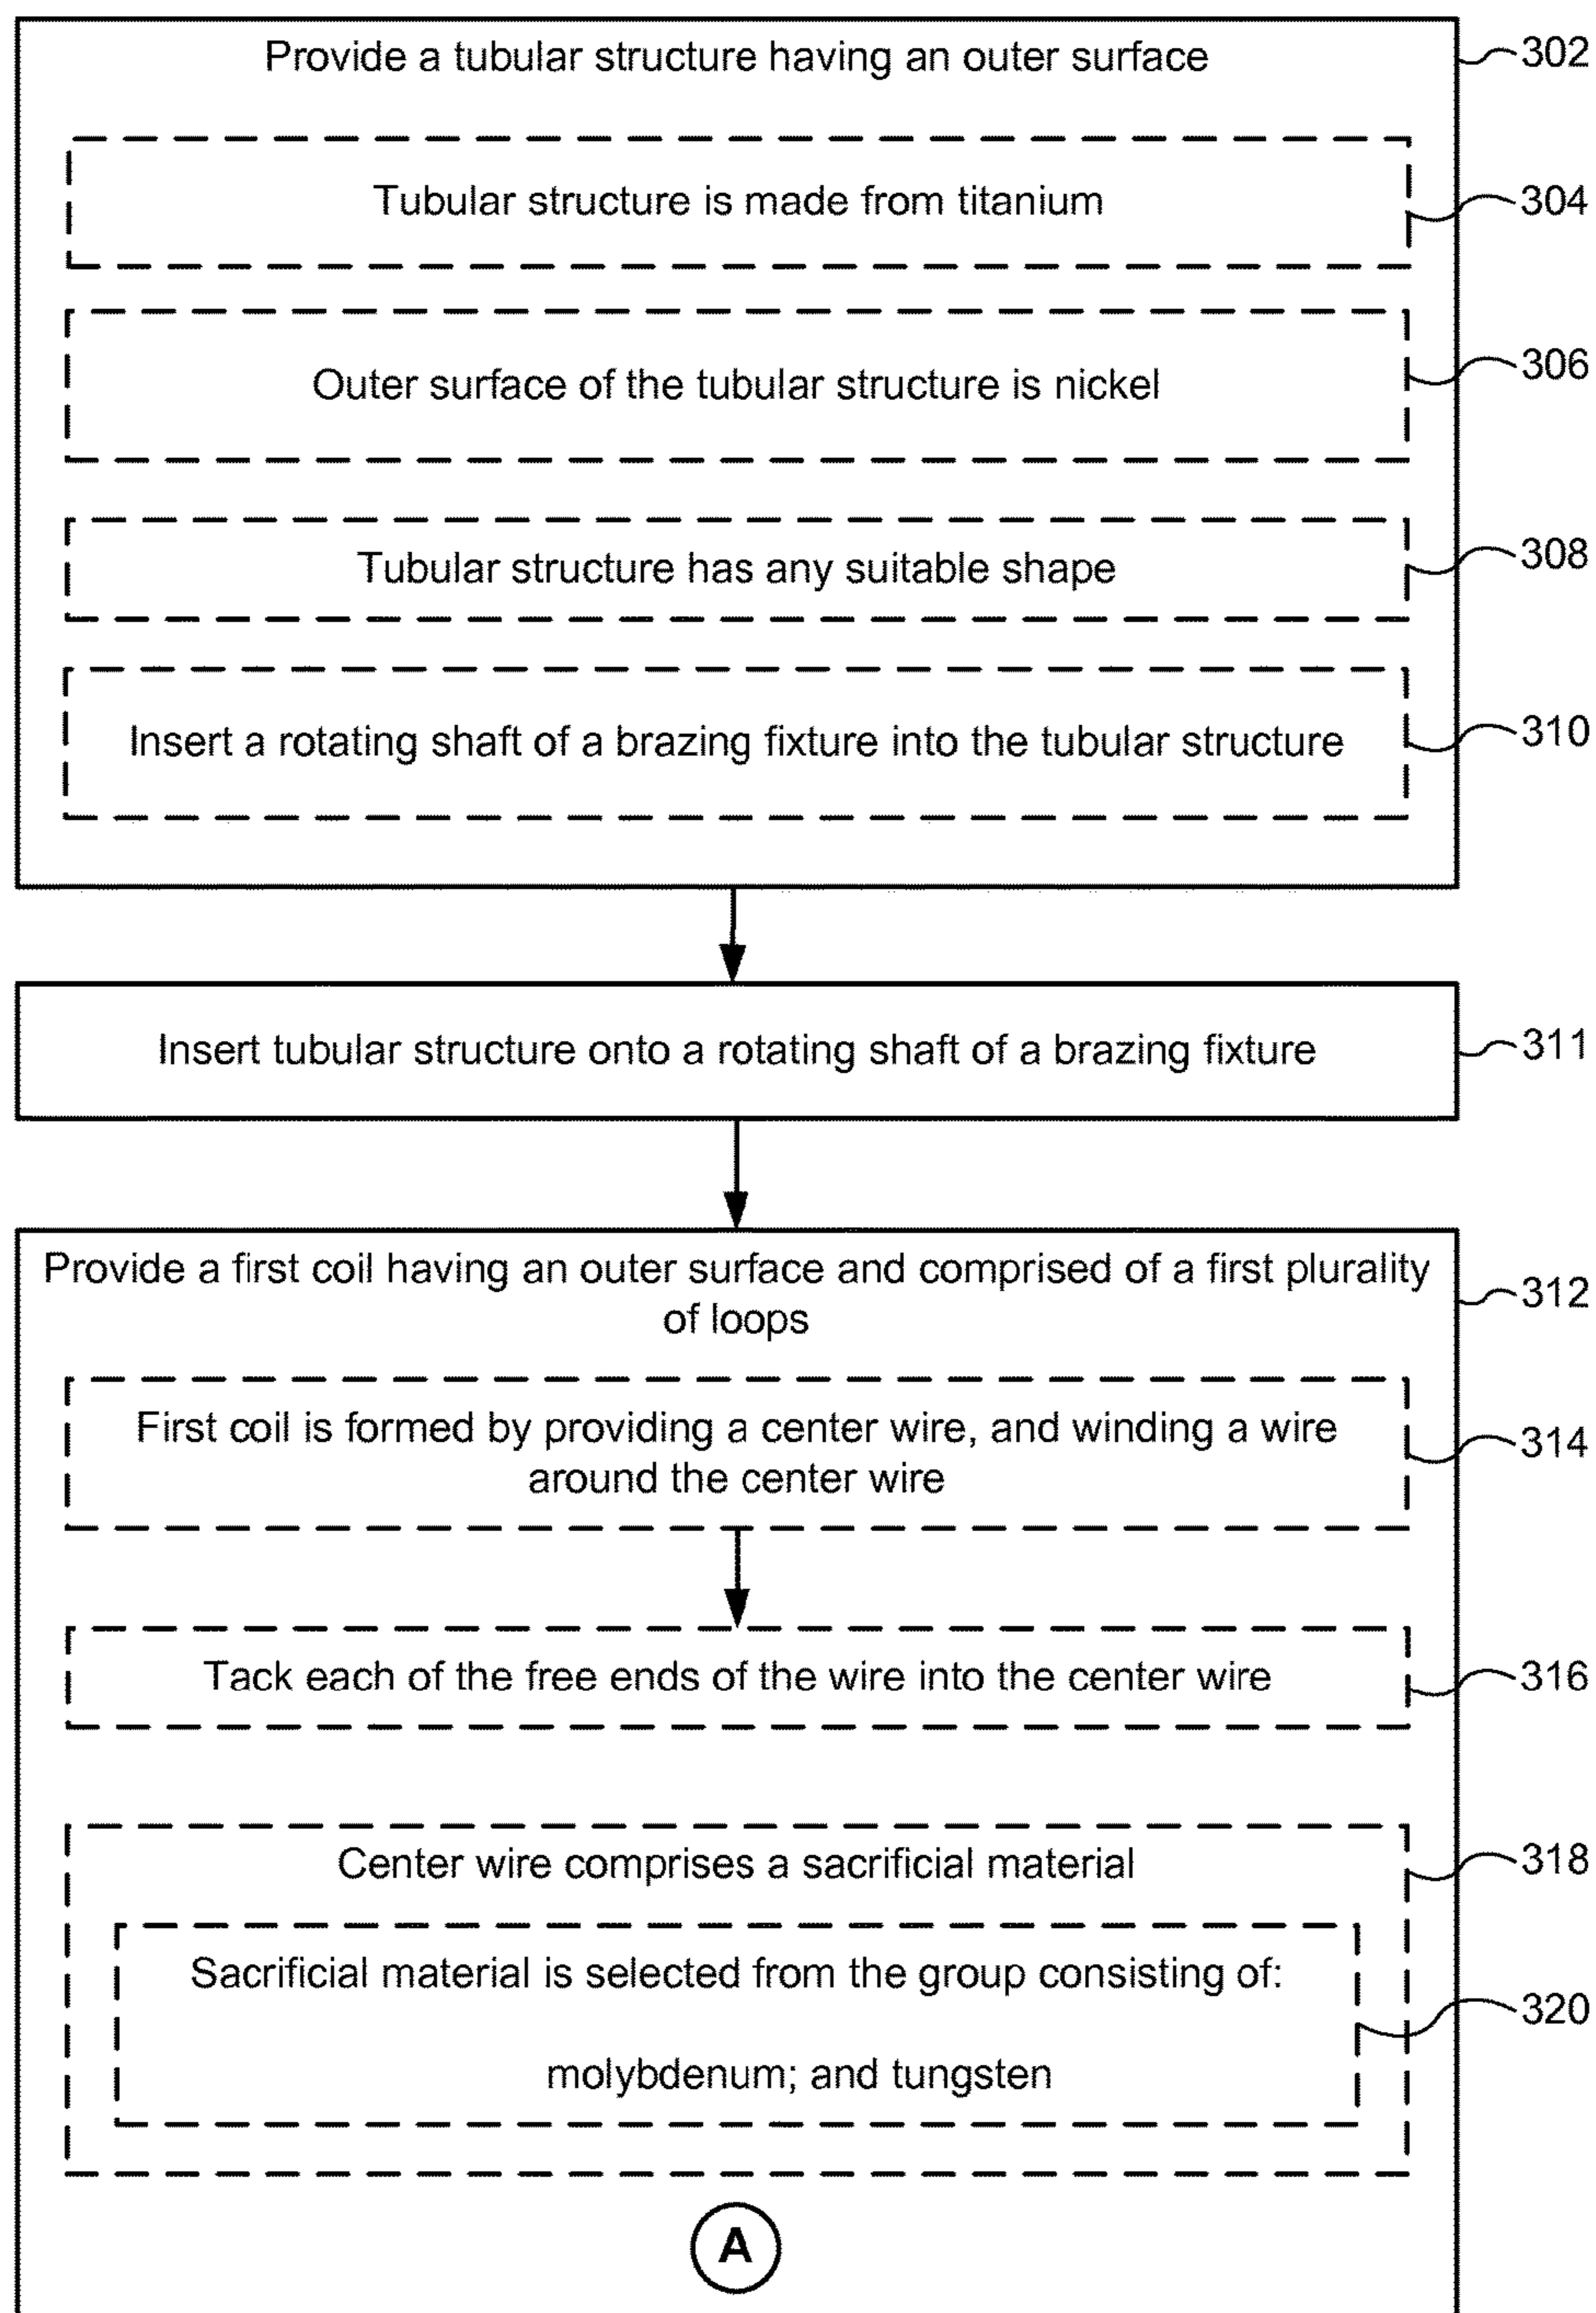 Provide a tubular structure having an outer surface
302
Tubular structure is made from titanium
304
Outer surface of the tubular structure is nickel
306
Tubular structure has any suitable shape
308
Insert a rotating shaft of a brazing fixture into the tubular structure
310
Insert tubular structure onto a rotating shaft of a brazing fixture
311
Provide a first coil having an outer surface and comprised of a first plurality
of loops
312
First coil is formed by providing a center wire, and winding a wire
around the center wire
314
Tack each of the free ends of the wire into the center wire
316
Center wire comprises a sacrificial material
318
Sacrificial material is selected from the group consisting of:
molybdenum; and tungsten
320
A